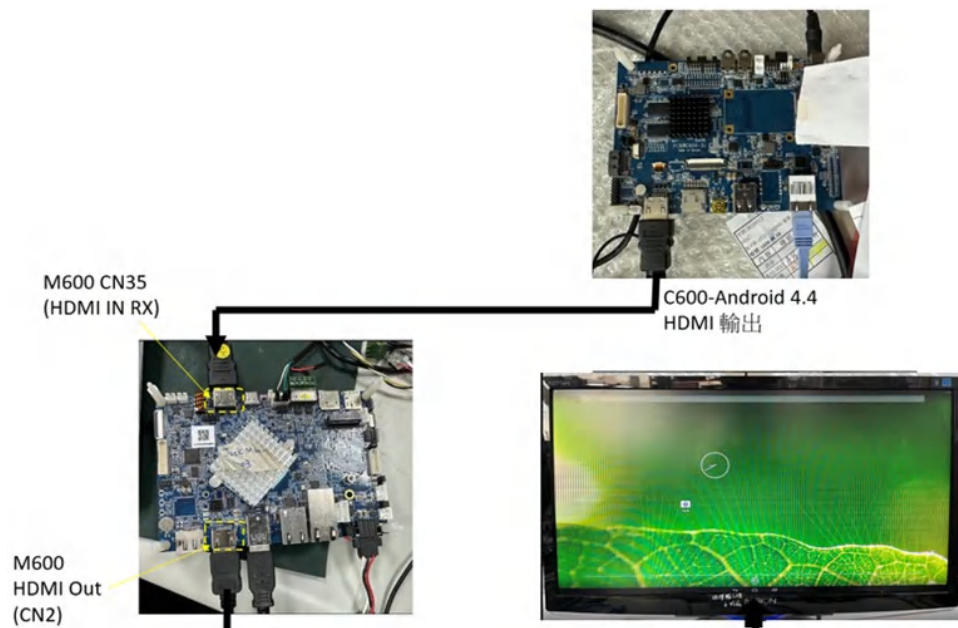 M600 CN35
(HDMI IN RX)
C600-Android 4.4
HDMI 輸出
M600
HDMI Out
(CN2)